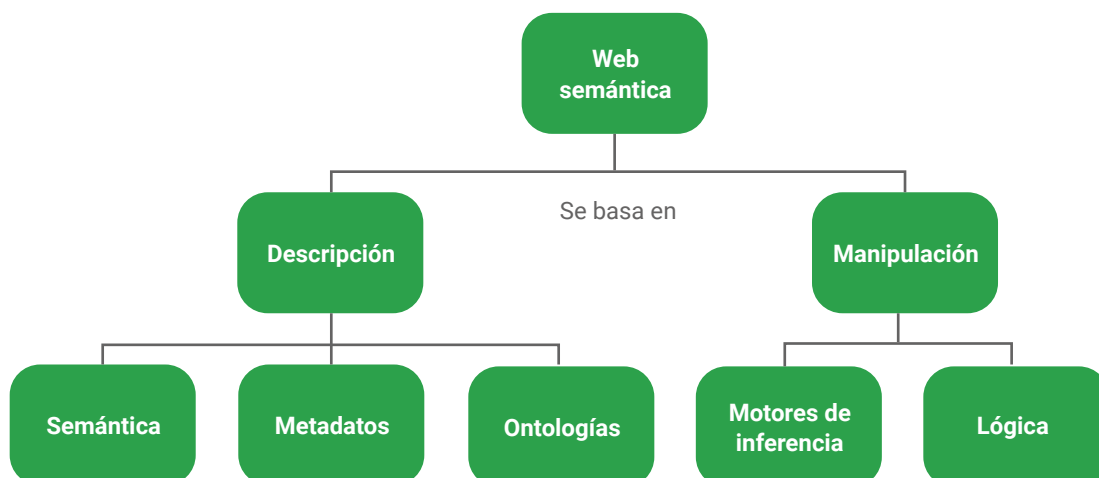 Web
semántica
Se basa en
Descripción
Manipulación
Semántica
Metadatos
Ontologías
Motores de
inferencia
Lógica